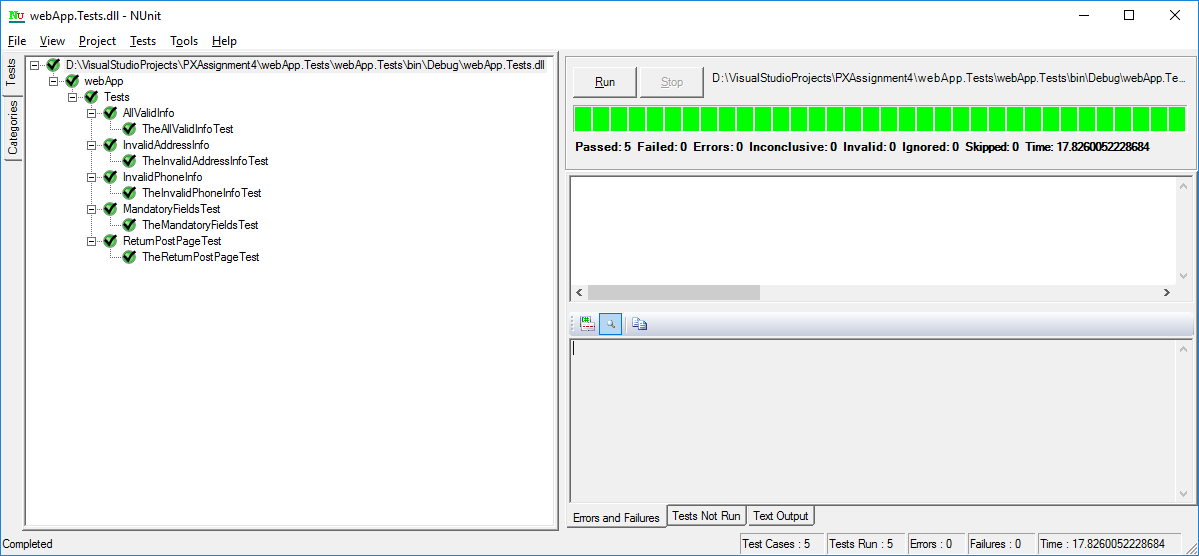 NU webApp.Tests.dll - NUnit
File View Project Tests Tools Help
Tests
Categories
D:\VisualStudioProjects\PXAssignment4\webApp.Tests\webApp.Tests\bin\Debug\webApp.Tests.dll
webApp
Tests
AllValidInfo
TheAllValidInfoTest
InvalidAddressInfo
TheInvalidAddressInfoTest
InvalidPhoneInfo
TheInvalidPhoneInfoTest
MandatoryFieldsTest
TheMandatoryFieldsTest
ReturnPostPageTest
TheReturnPostPageTest
Run Stop D:\VisualStudioProjects\PXAssignment4\webApp.Tests\webApp.Tests\bin\Debug\webApp.Te...
Passed: 5 Failed: 0 Errors: 0 Inconclusive: 0 Invalid: 0 Ignored: 0 Skipped: 0 Time: 17.8260052228684
Errors and Failures Tests Not Run Text Output
Completed Test Cases : 5 Tests Run : 5 Errors : 0 Failures : 0 Time : 17.8260052228684